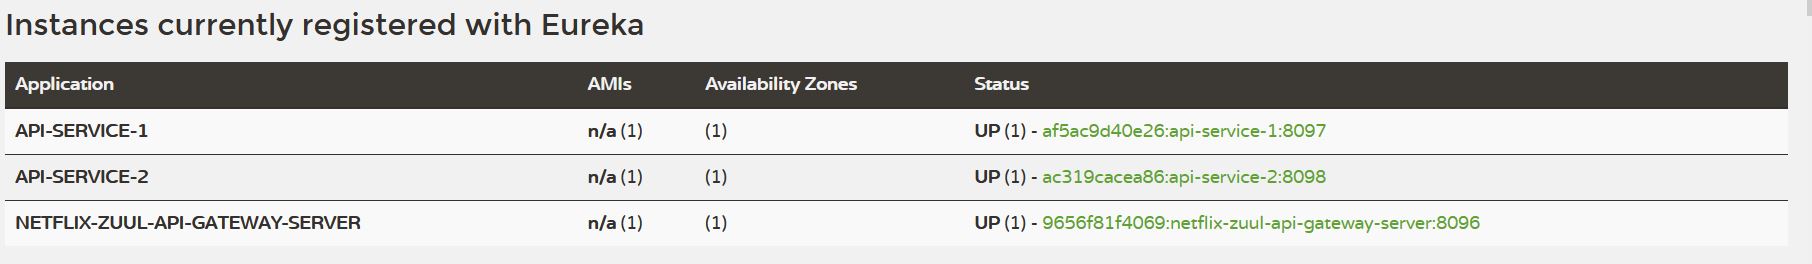 Instances currently registered with Eureka
Application AMIs Availability Zones Status
API-SERVICE-1 n/a (1) (1) UP (1) - af5ac9d40e26:api-service-1:8097
API-SERVICE-2 n/a (1) (1) UP (1) - ac319cacea86:api-service-2:8098
NETFLIX-ZUUL-API-GATEWAY-SERVER n/a (1) (1) UP (1) - 9656f81f4069:netflix-zuul-api-gateway-server:8096